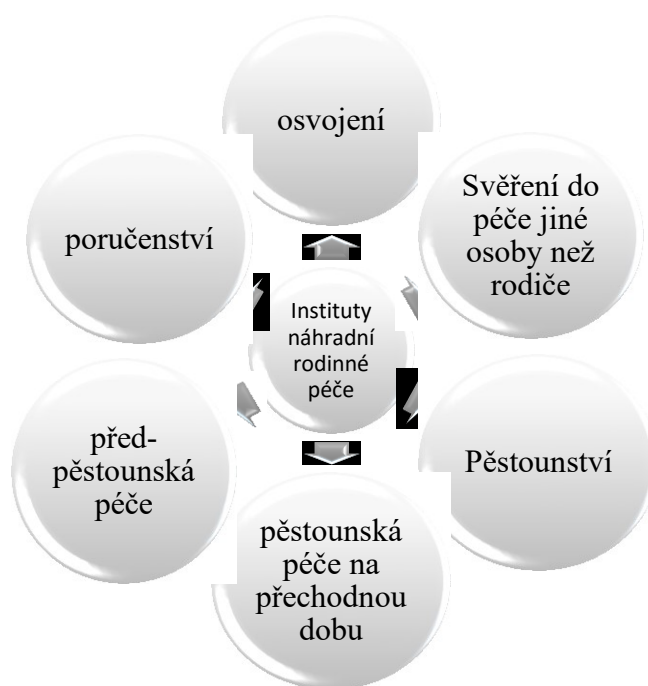 osvojení
Svěření do
péče jiné
osoby než
rodiče
poručenství
Instituty
náhradní
rodinné
péče
před-
pěstounská
péče
Pěstounství
pěstounská
péče na
přechodnou
dobu